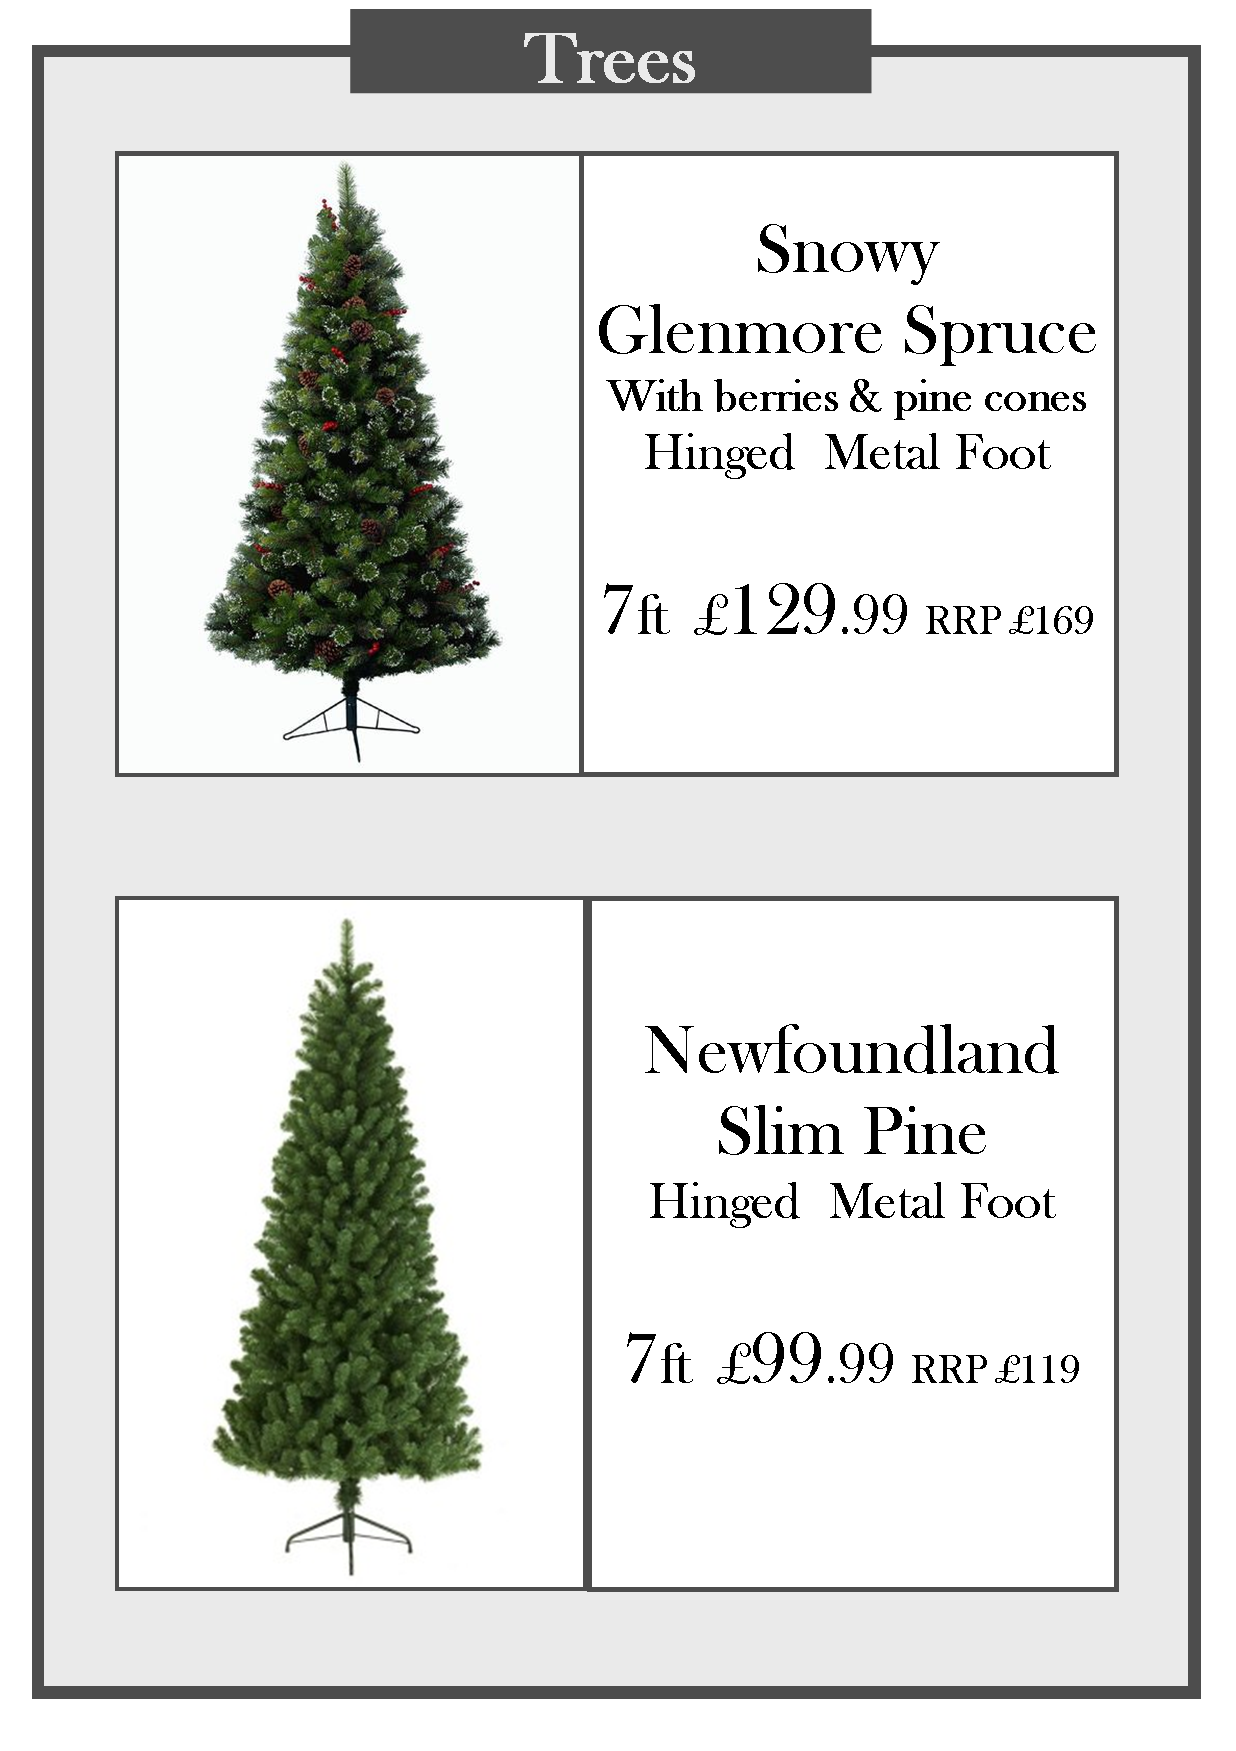 Trees
Snowy
Glenmore Spruce
With berries & pine cones
Hinged Metal Foot
7ft £129.99 RRP £169
Newfoundland
Slim Pine
Hinged Metal Foot
7ft £99.99 RRP £119